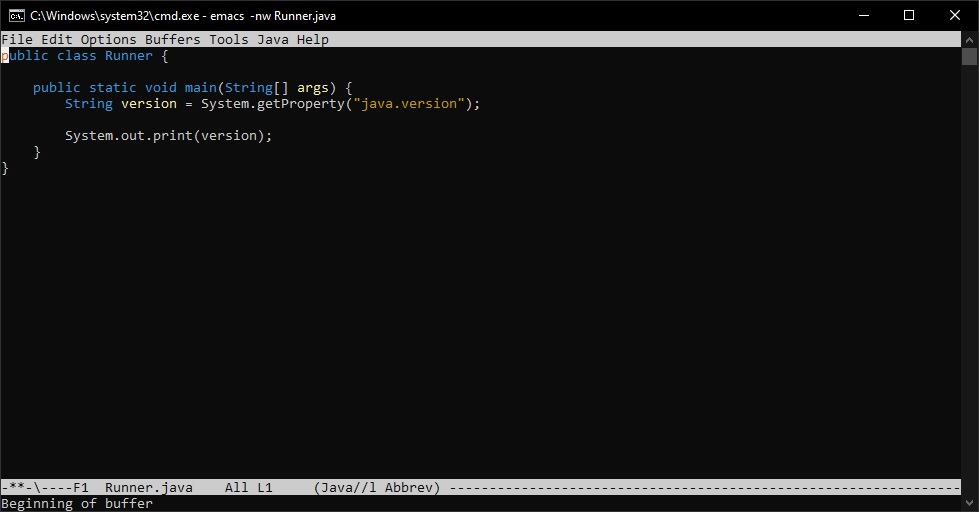 C:\Windows\system32\cmd.exe - emacs  -nw Runner.java
File Edit Options Buffers Tools Java Help
public class Runner {
    public static void main(String[] args) {
        String version = System.getProperty("java.version");
        System.out.print(version);
    }
}
-**-\----F1  Runner.java    All L1     (Java//l Abbrev) ----------------------------------------------------------------
Beginning of buffer